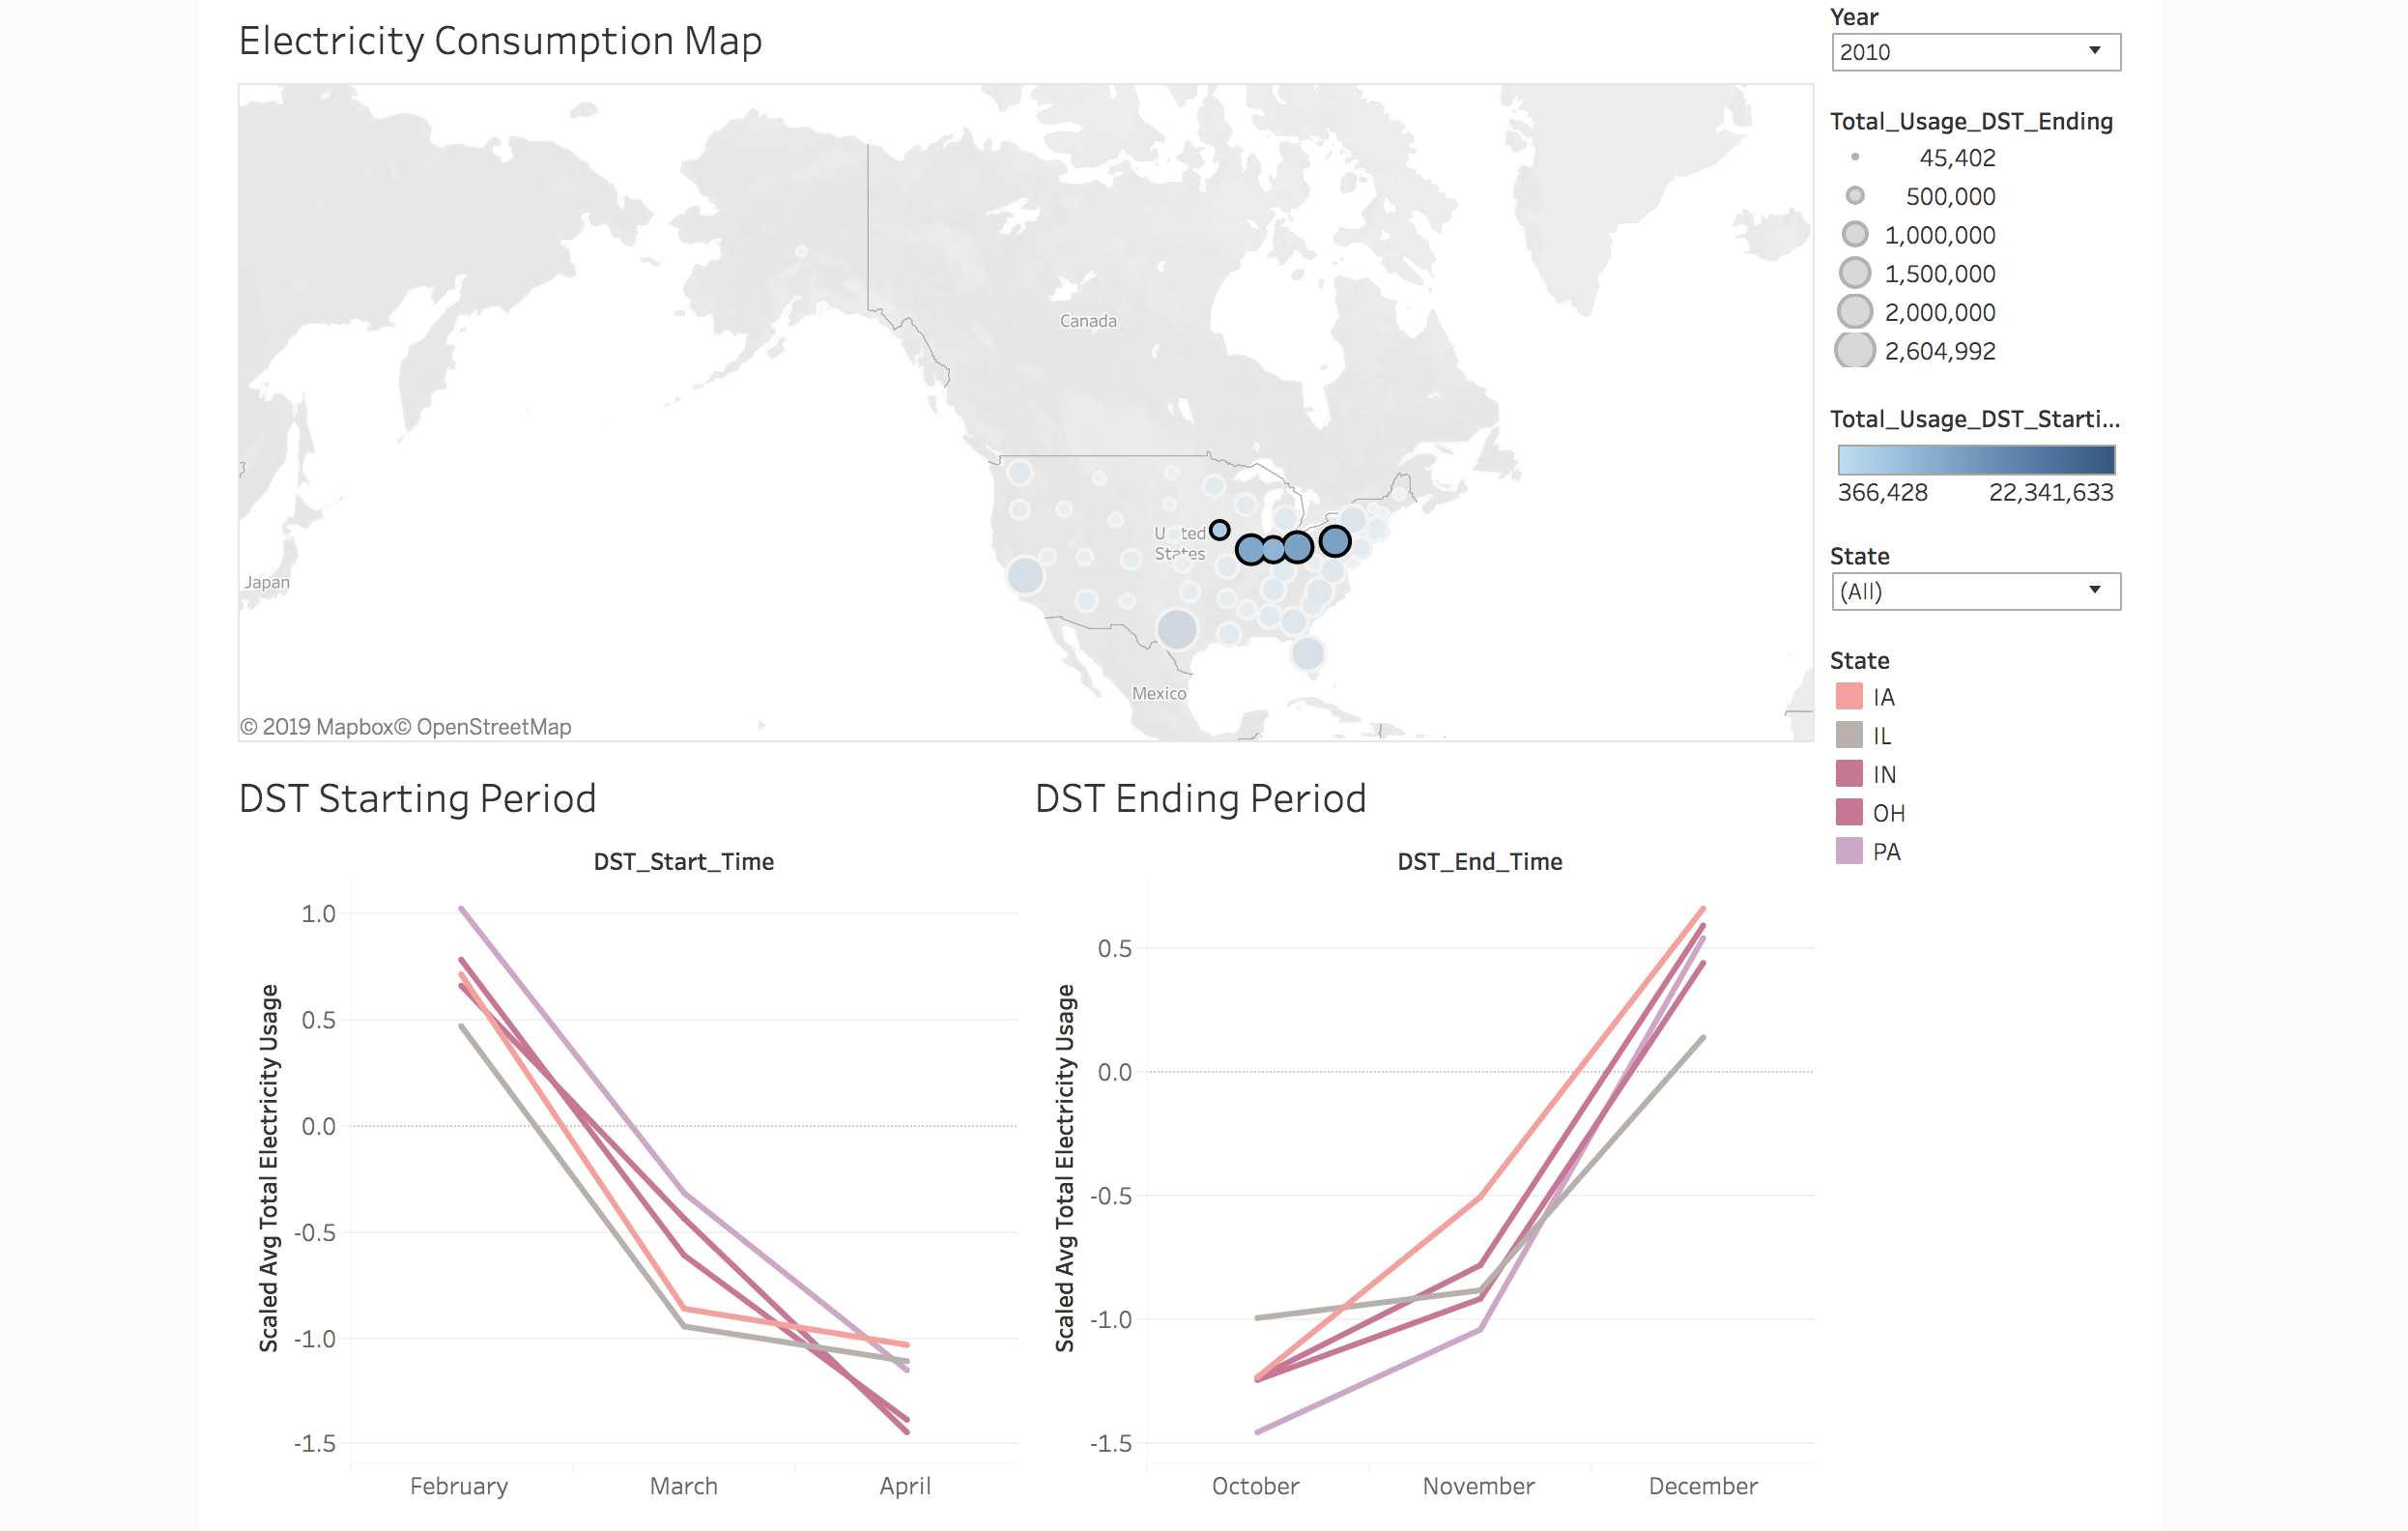 Electricity Consumption Map
Canada
United
States
Japan
Mexico
© 2019 Mapbox© OpenStreetMap
Year
2010
Total_Usage_DST_Ending
45,402
500,000
1,000,000
1,500,000
2,000,000
2,604,992
Total_Usage_DST_Starti...
366,428 22,341,633
State
(All)
State
IA
IL
IN
OH
PA
DST Starting Period
DST_Start_Time
Scaled Avg Total Electricity Usage
1.0
0.5
0.0
-0.5
-1.0
-1.5
February March April
DST Ending Period
DST_End_Time
Scaled Avg Total Electricity Usage
0.5
0.0
-0.5
-1.0
-1.5
October November December